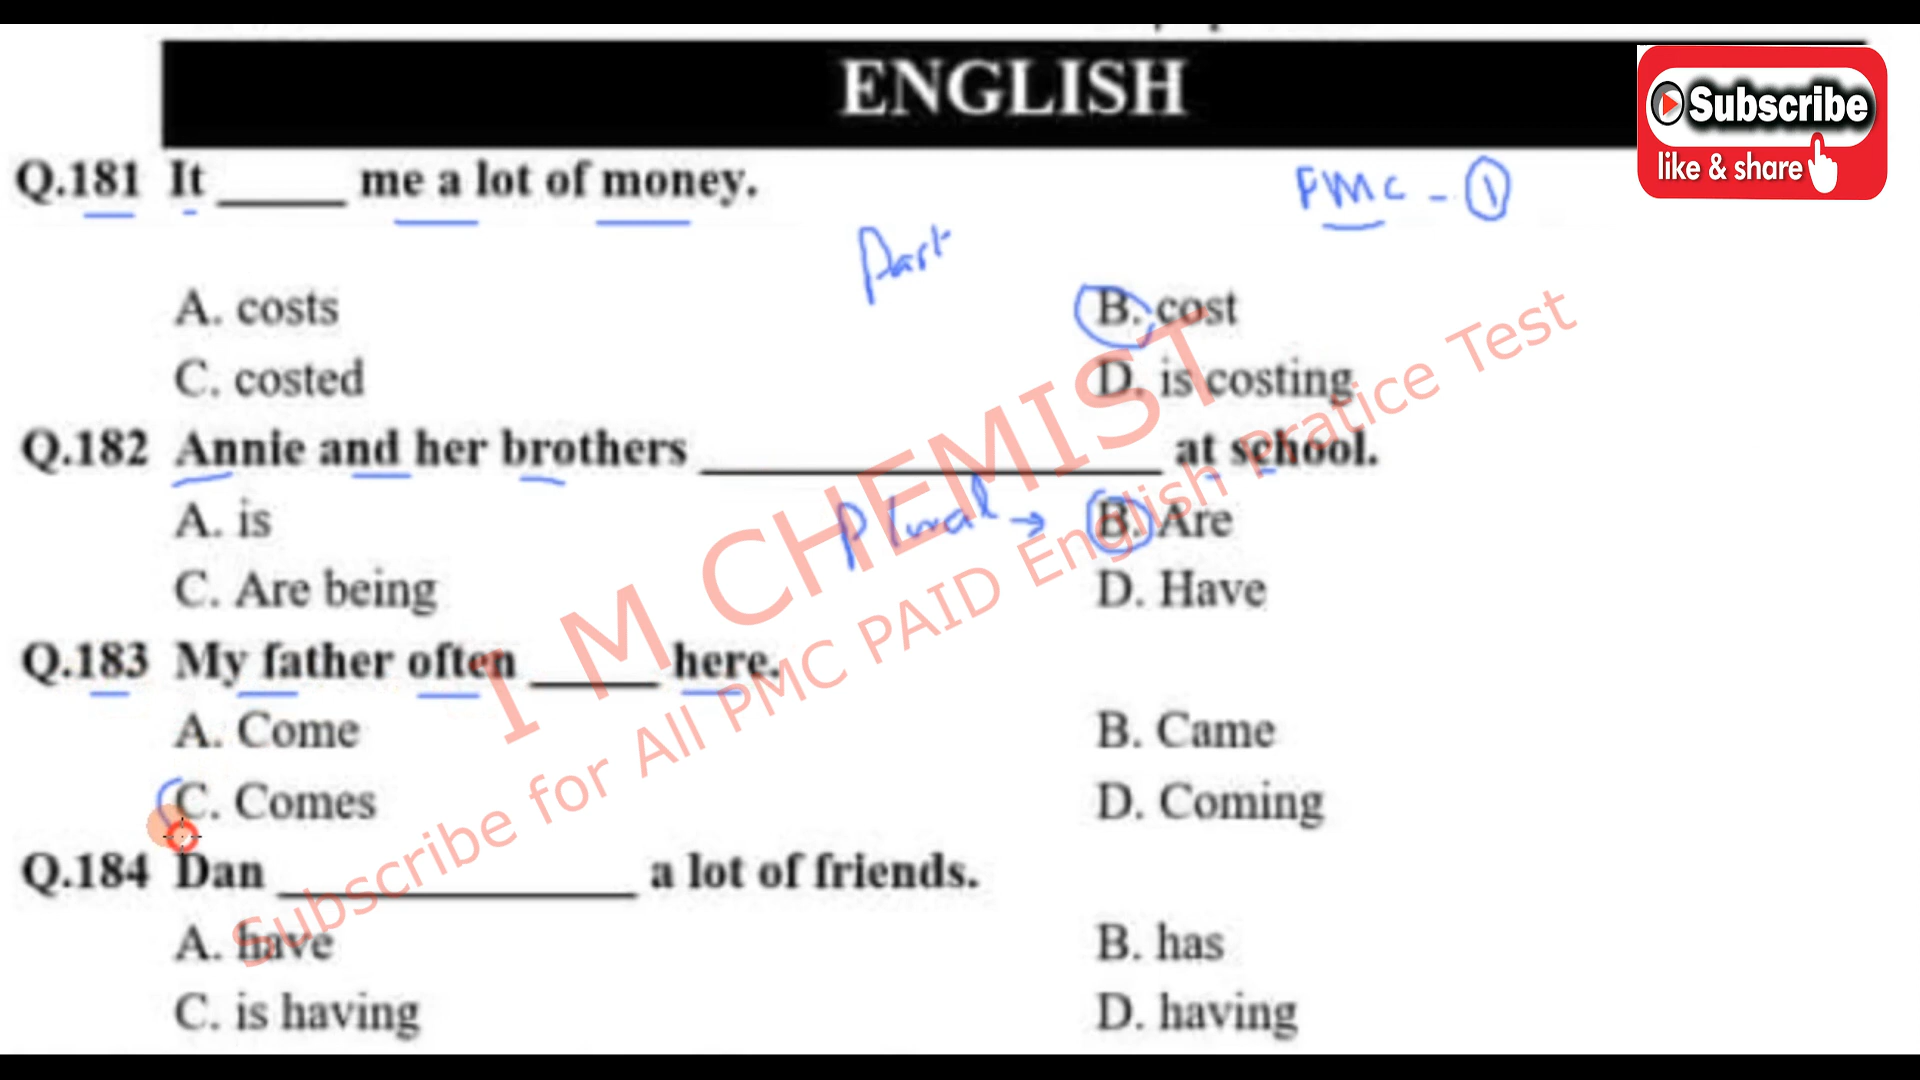 ENGLISH
Subscribe
like & share
Q.181 It _____ me a lot of money.
PMC - 1
Past
A. costs
B. cost
C. costed
D. is costing
Q.182 Annie and her brothers __________________ at school.
A. is
Plural →
B. Are
C. Are being
D. Have
Q.183 My father often _____ here.
A. Come
B. Came
C. Comes
D. Coming
Q.184 Dan ______________ a lot of friends.
A. have
B. has
C. is having
D. having
I M CHEMIST
Subscribe for All PMC PAID English Pratice Test